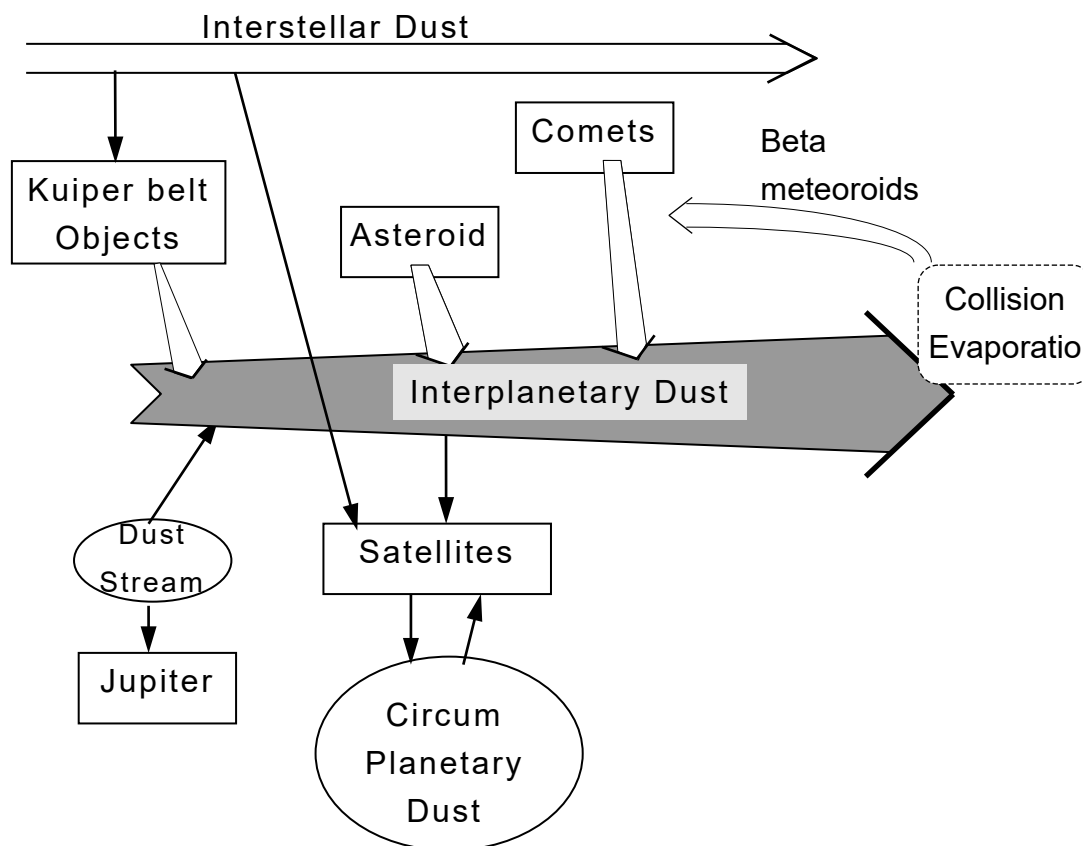 Interstellar Dust
Comets
Beta
meteoroids
Kuiper belt
Objects
Asteroid
Collision
Evaporatio
Interplanetary Dust
Dust
Stream
Satellites
Jupiter
Circum
Planetary
Dust